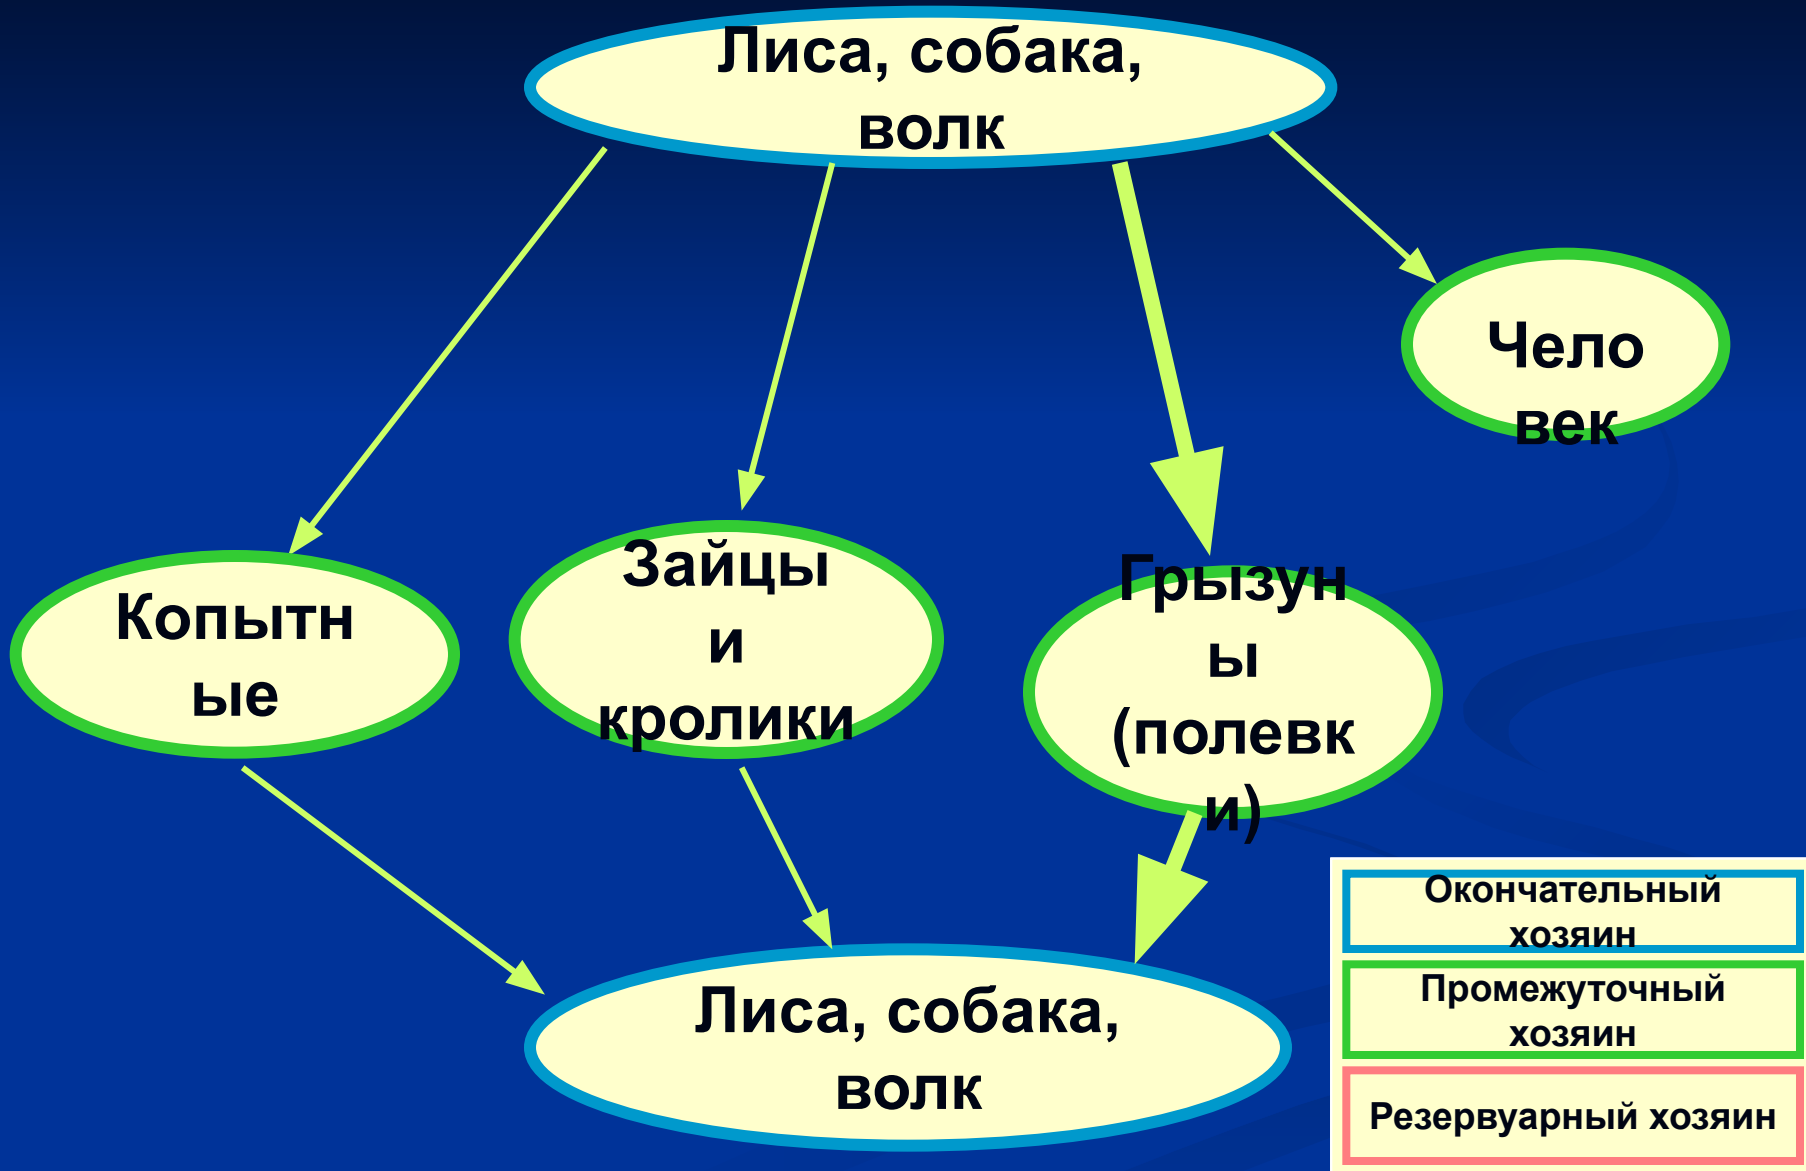 Лиса, собака,
волк
Чело
век
Копытн
ые
Зайцы
и
кролики
Грызун
ы
(полевк
и)
Лиса, собака,
волк
Окончательный
хозяин
Промежуточный
хозяин
Резервуарный хозяин